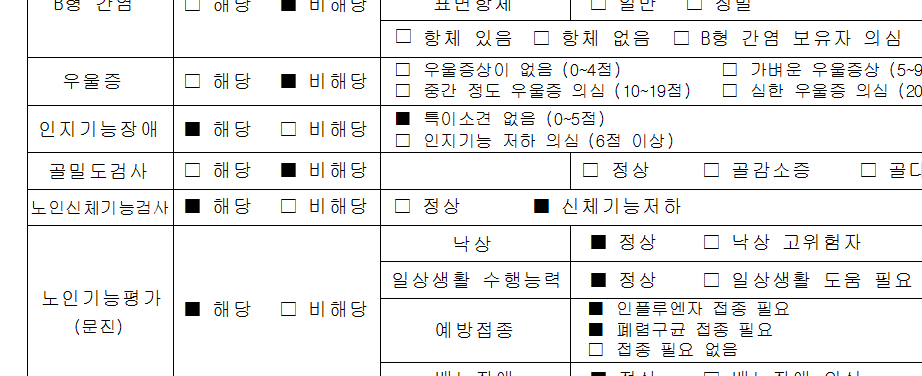 B형 간염 □ 해당 ■ 비해당 표면항체 □ 일반 □ 정밀
□ 항체 있음 □ 항체 없음 □ B형 간염 보유자 의심
우울증 □ 해당 ■ 비해당 □ 우울증상이 없음 (0~4점) □ 가벼운 우울증상 (5~9
□ 중간 정도 우울증 의심 (10~19점) □ 심한 우울증 의심 (20
인지기능장애 ■ 해당 □ 비해당 ■ 특이소견 없음 (0~5점)
□ 인지기능 저하 의심 (6점 이상)
골밀도검사 □ 해당 ■ 비해당 □ 정상 □ 골감소증 □ 골다
노인신체기능검사 ■ 해당 □ 비해당 □ 정상 ■ 신체기능저하
노인기능평가 (문진) ■ 해당 □ 비해당
낙상 ■ 정상 □ 낙상 고위험자
일상생활 수행능력 ■ 정상 □ 일상생활 도움 필요
예방접종 ■ 인플루엔자 접종 필요
■ 폐렴구균 접종 필요
□ 접종 필요 없음
■ 정상